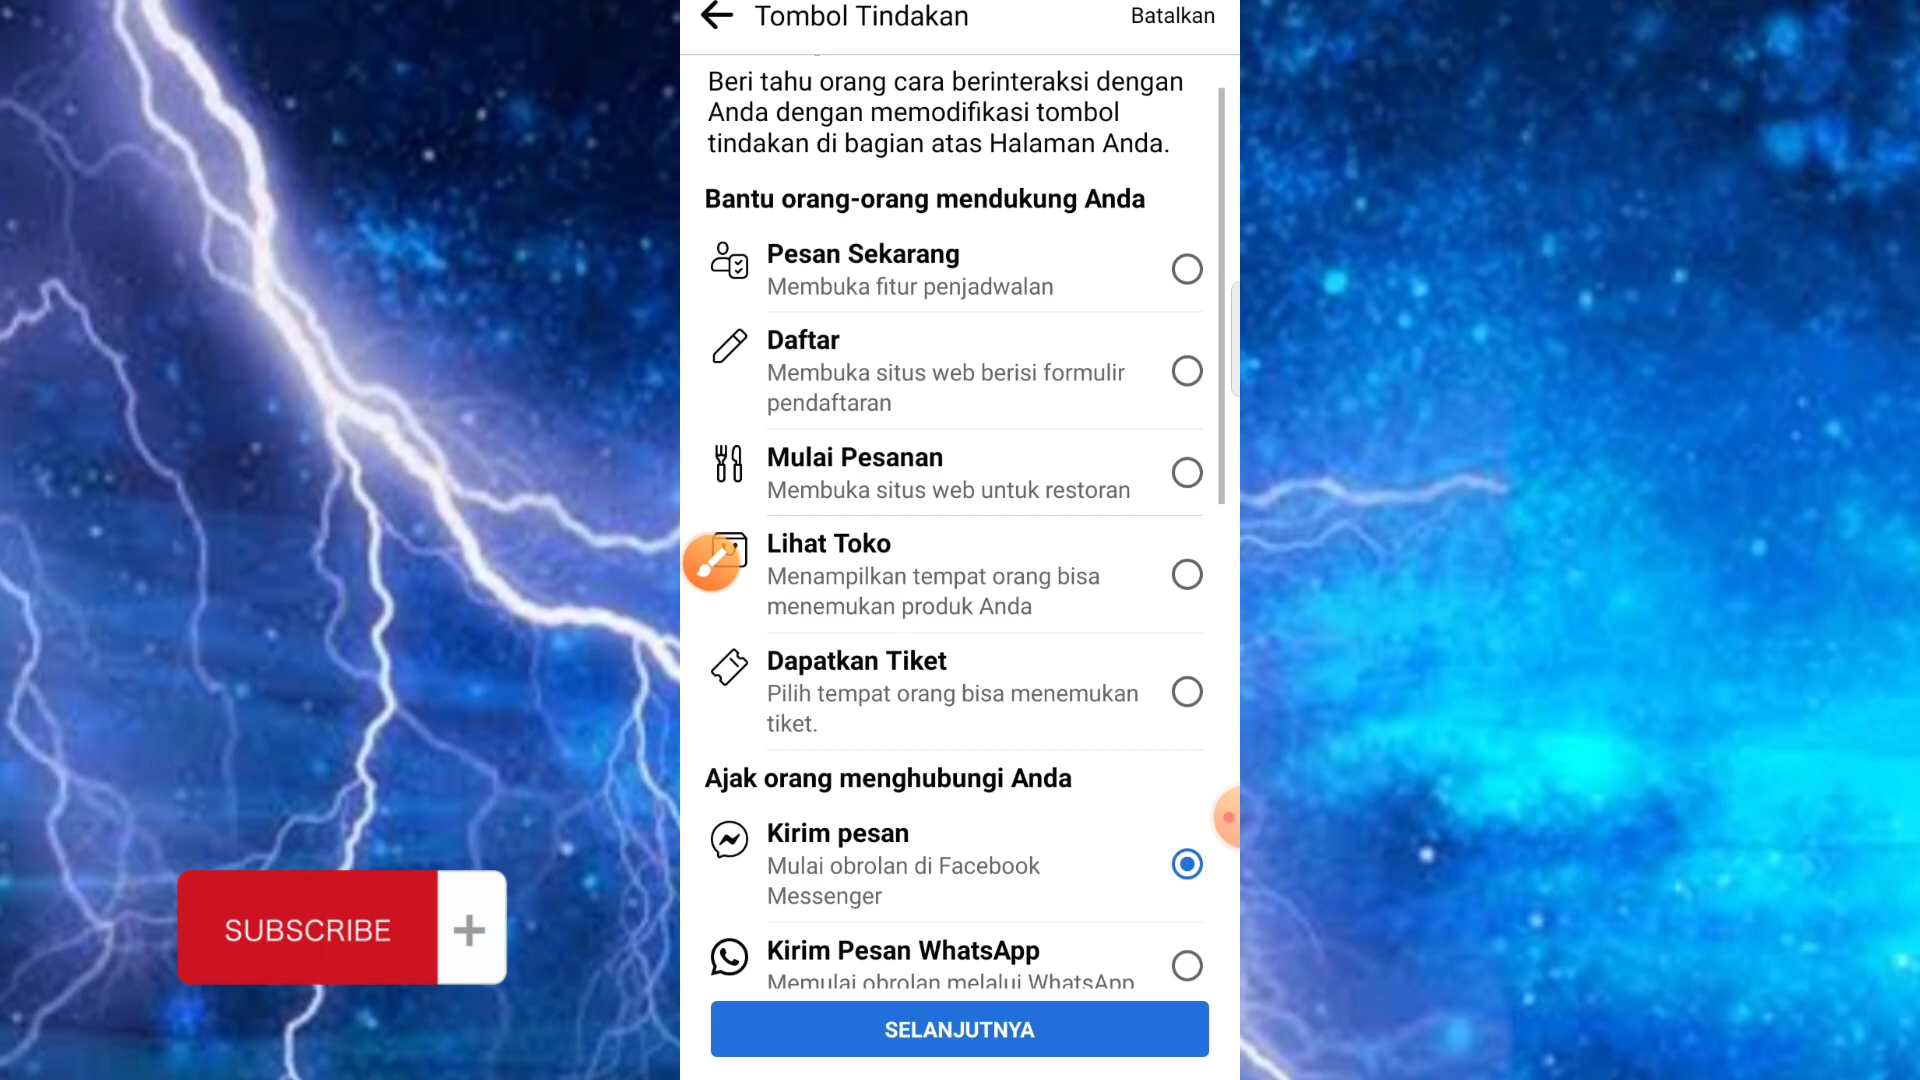 Tombol Tindakan
Batalkan
Beri tahu orang cara berinteraksi dengan
Anda dengan memodifikasi tombol
tindakan di bagian atas Halaman Anda.
Bantu orang-orang mendukung Anda
Pesan Sekarang
Membuka fitur penjadwalan
Daftar
Membuka situs web berisi formulir
pendaftaran
Mulai Pesanan
Membuka situs web untuk restoran
Lihat Toko
Menampilkan tempat orang bisa
menemukan produk Anda
Dapatkan Tiket
Pilih tempat orang bisa menemukan
tiket.
Ajak orang menghubungi Anda
Kirim pesan
Mulai obrolan di Facebook
Messenger
Kirim Pesan WhatsApp
Memulai obrolan melalui WhatsApp
SELANJUTNYA
SUBSCRIBE